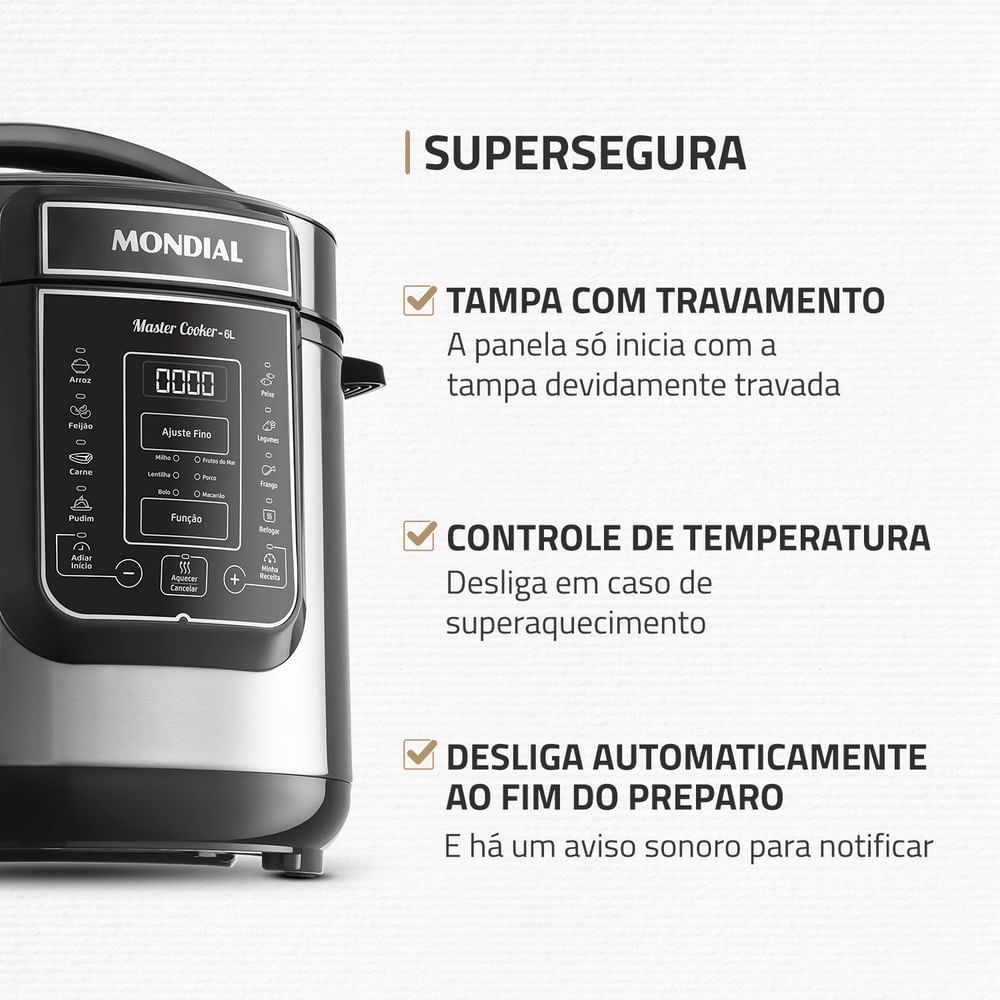 SUPERSEGURA
MONDIAL
Master Cooker-6L
0000
Arroz
Feijão
Carne
Pudim
Adiar
Início
Ajuste Fino
Milho
Frutos do Mar
Lentilha
Porco
Bolo
Macarrão
Função
Aquecer
Cancelar
Peixe
Legumes
Frango
Refogar
Minha
Receita
TAMPA COM TRAVAMENTO
A panela só inicia com a
tampa devidamente travada
CONTROLE DE TEMPERATURA
Desliga em caso de
superaquecimento
DESLIGA AUTOMATICAMENTE
AO FIM DO PREPARO
E há um aviso sonoro para notificar